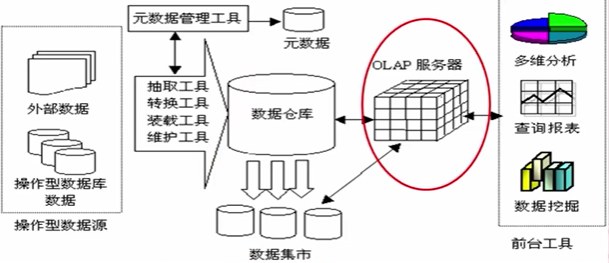 元数据管理工具
元数据
外部数据
操作型数据库
数据
操作型数据源
抽取工具
转换工具
装载工具
维护工具
数据仓库
数据集市
OLAP 服务器
多维分析
查询报表
数据挖掘
前台工具